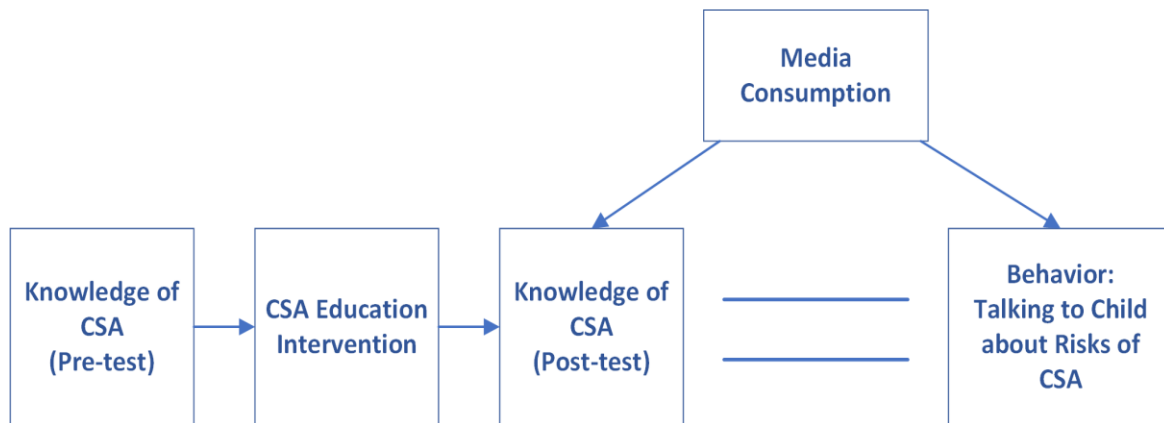 Media
Consumption
Knowledge of
CSA
(Pre-test)
CSA Education
Intervention
Knowledge of
CSA
(Post-test)
Behavior:
Talking to Child
about Risks of
CSA